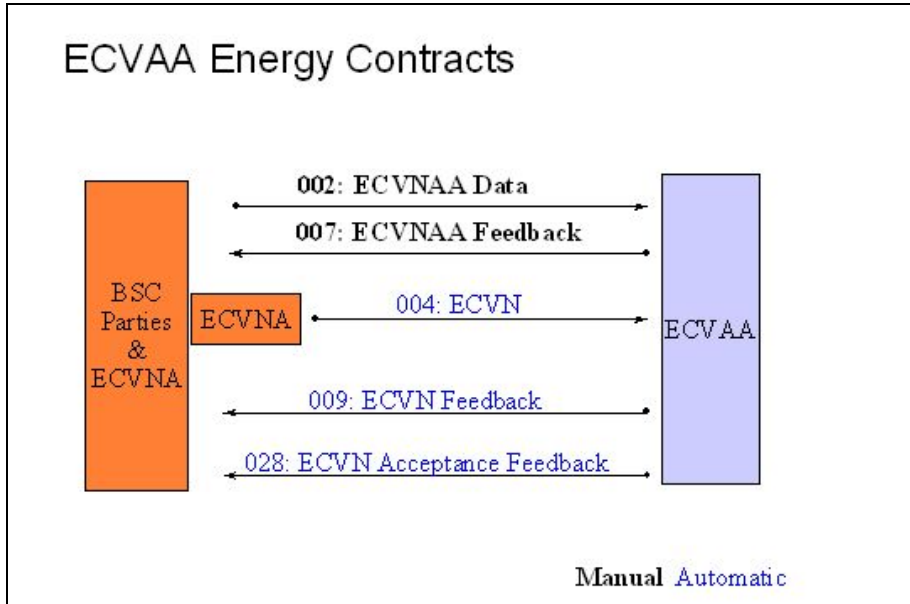 ECVAA Energy Contracts
002: ECVNAA Data
007: ECVNAA Feedback
BSC
Parties
&
ECVNA
ECVNA
004: ECVN
ECVAA
009: ECVN Feedback
028: ECVN Acceptance Feedback
Manual Automatic